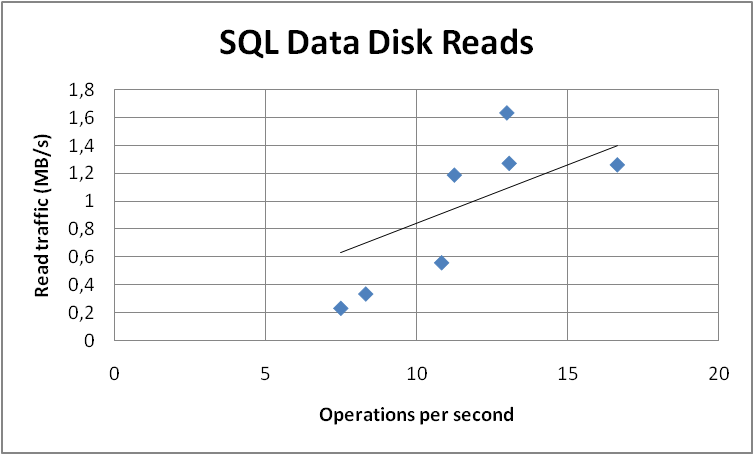 SQL Data Disk Reads
Read traffic (MB/s)
1,8
1,6
1,4
1,2
1
0,8
0,6
0,4
0,2
0
0 5 10 15 20
Operations per second